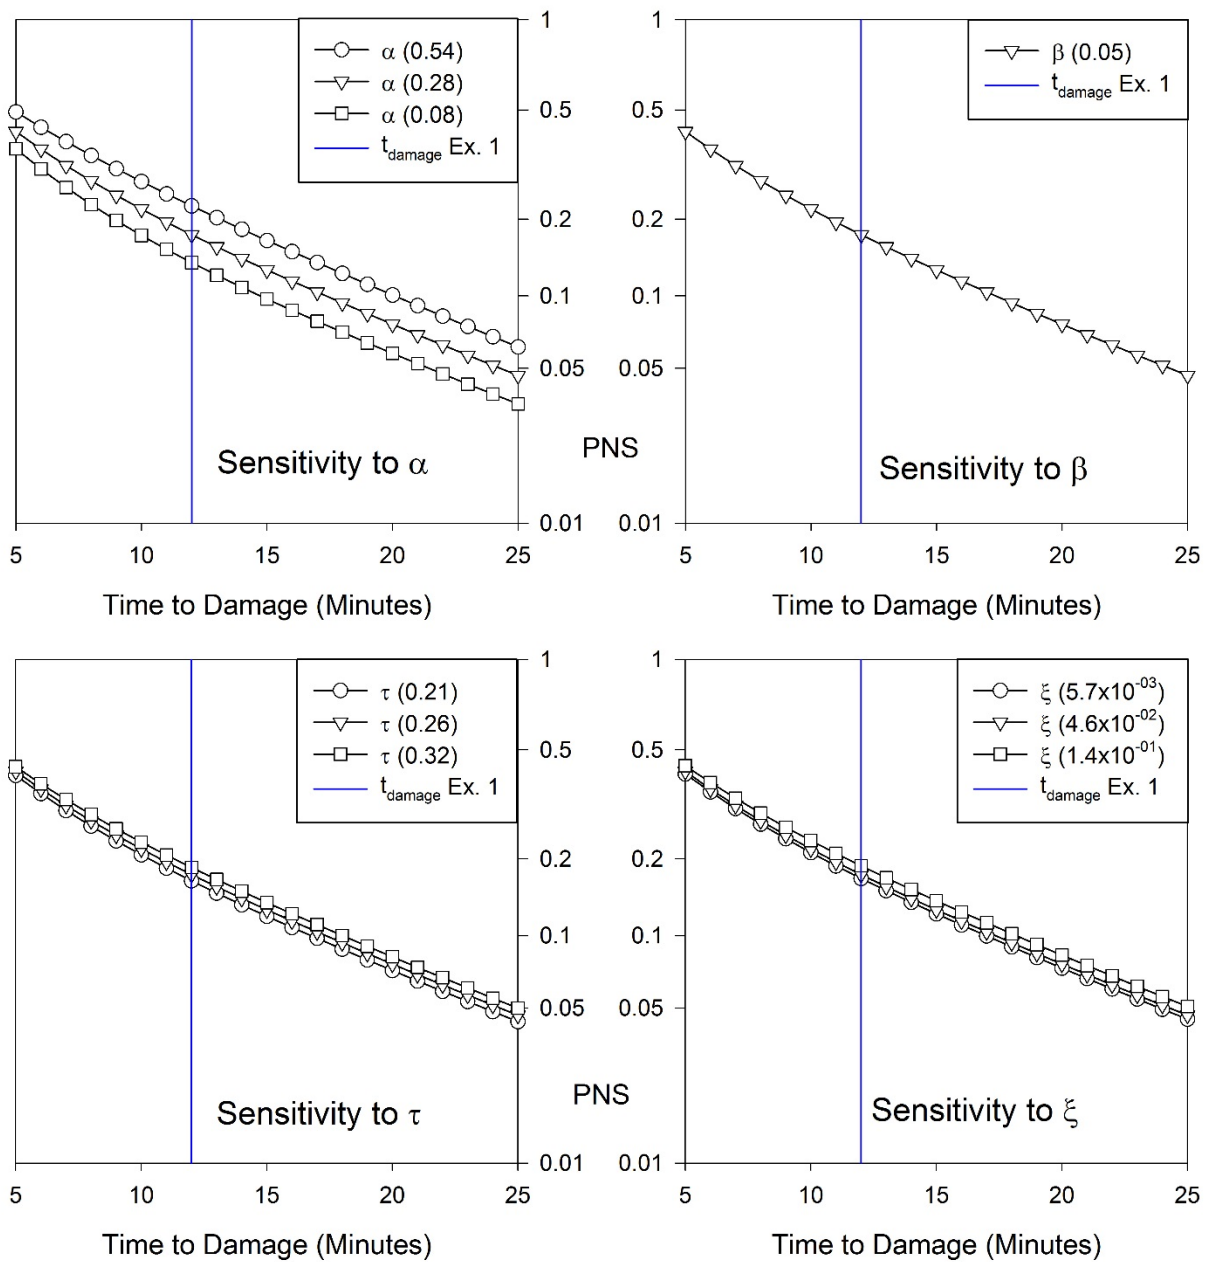 α (0.54)
α (0.28)
α (0.08)
t_damage Ex. 1
1
0.5
0.2
0.1
0.05
0.01
Sensitivity to α
5 10 15 20 25
Time to Damage (Minutes)
PNS
β (0.05)
t_damage Ex. 1
1
0.5
0.2
0.1
0.05
0.01
Sensitivity to β
5 10 15 20 25
Time to Damage (Minutes)
τ (0.21)
τ (0.26)
τ (0.32)
t_damage Ex. 1
1
0.5
0.2
0.1
0.05
0.01
Sensitivity to τ
5 10 15 20 25
Time to Damage (Minutes)
PNS
ξ (5.7x10⁻⁰³)
ξ (4.6x10⁻⁰²)
ξ (1.4x10⁻⁰¹)
t_damage Ex. 1
1
0.5
0.2
0.1
0.05
0.01
Sensitivity to ξ
5 10 15 20 25
Time to Damage (Minutes)